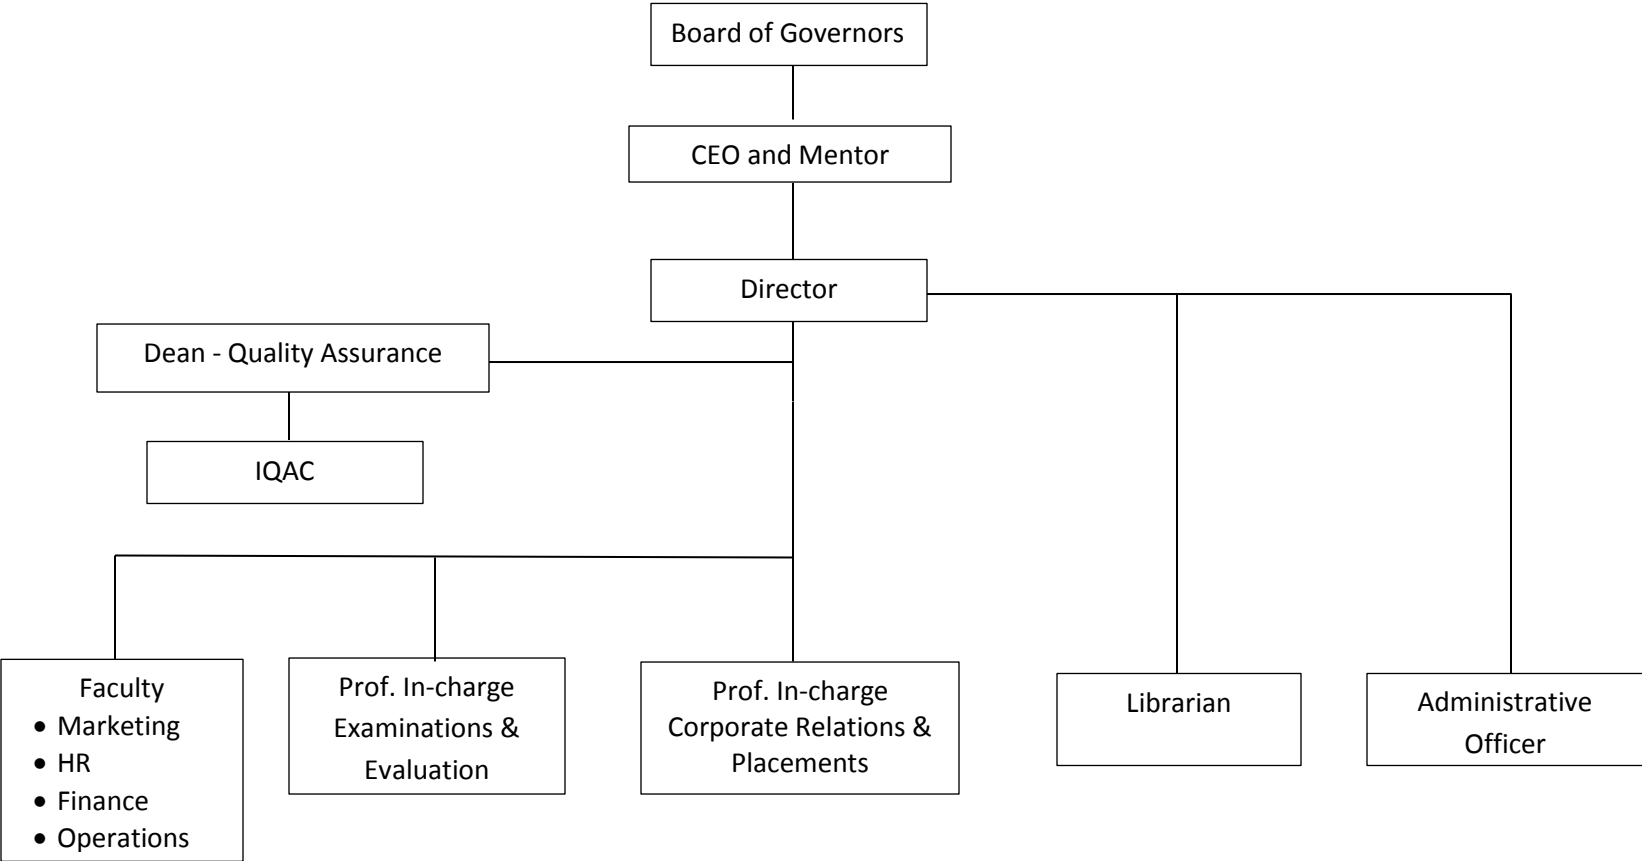 Board of Governors
CEO and Mentor
Director
Dean - Quality Assurance
IQAC
Faculty
• Marketing
• HR
• Finance
• Operations
Prof. In-charge
Examinations &
Evaluation
Prof. In-charge
Corporate Relations &
Placements
Librarian
Administrative
Officer